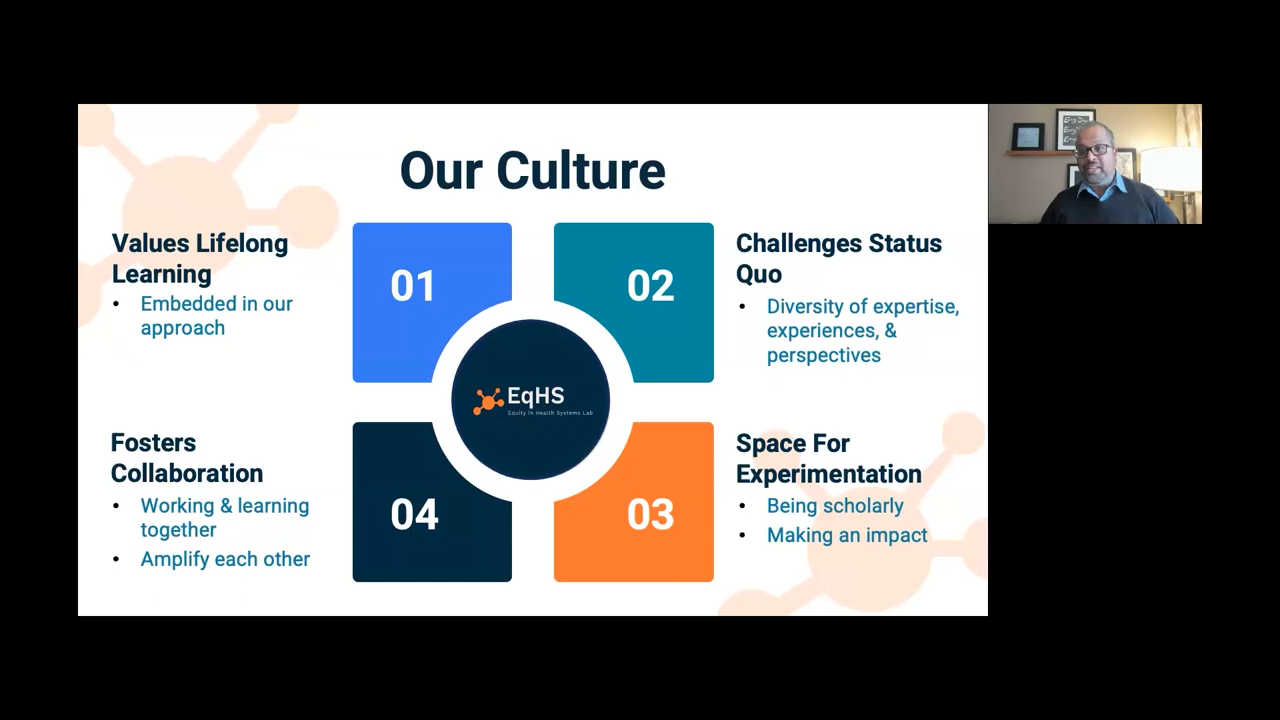 Our Culture
Values Lifelong
Learning
• Embedded in our
approach
01
02
Challenges Status
Quo
• Diversity of expertise,
experiences, &
perspectives
EqHS
Equity in Health Systems Lab
Fosters
Collaboration
• Working & learning
together
• Amplify each other
04
03
Space For
Experimentation
• Being scholarly
• Making an impact